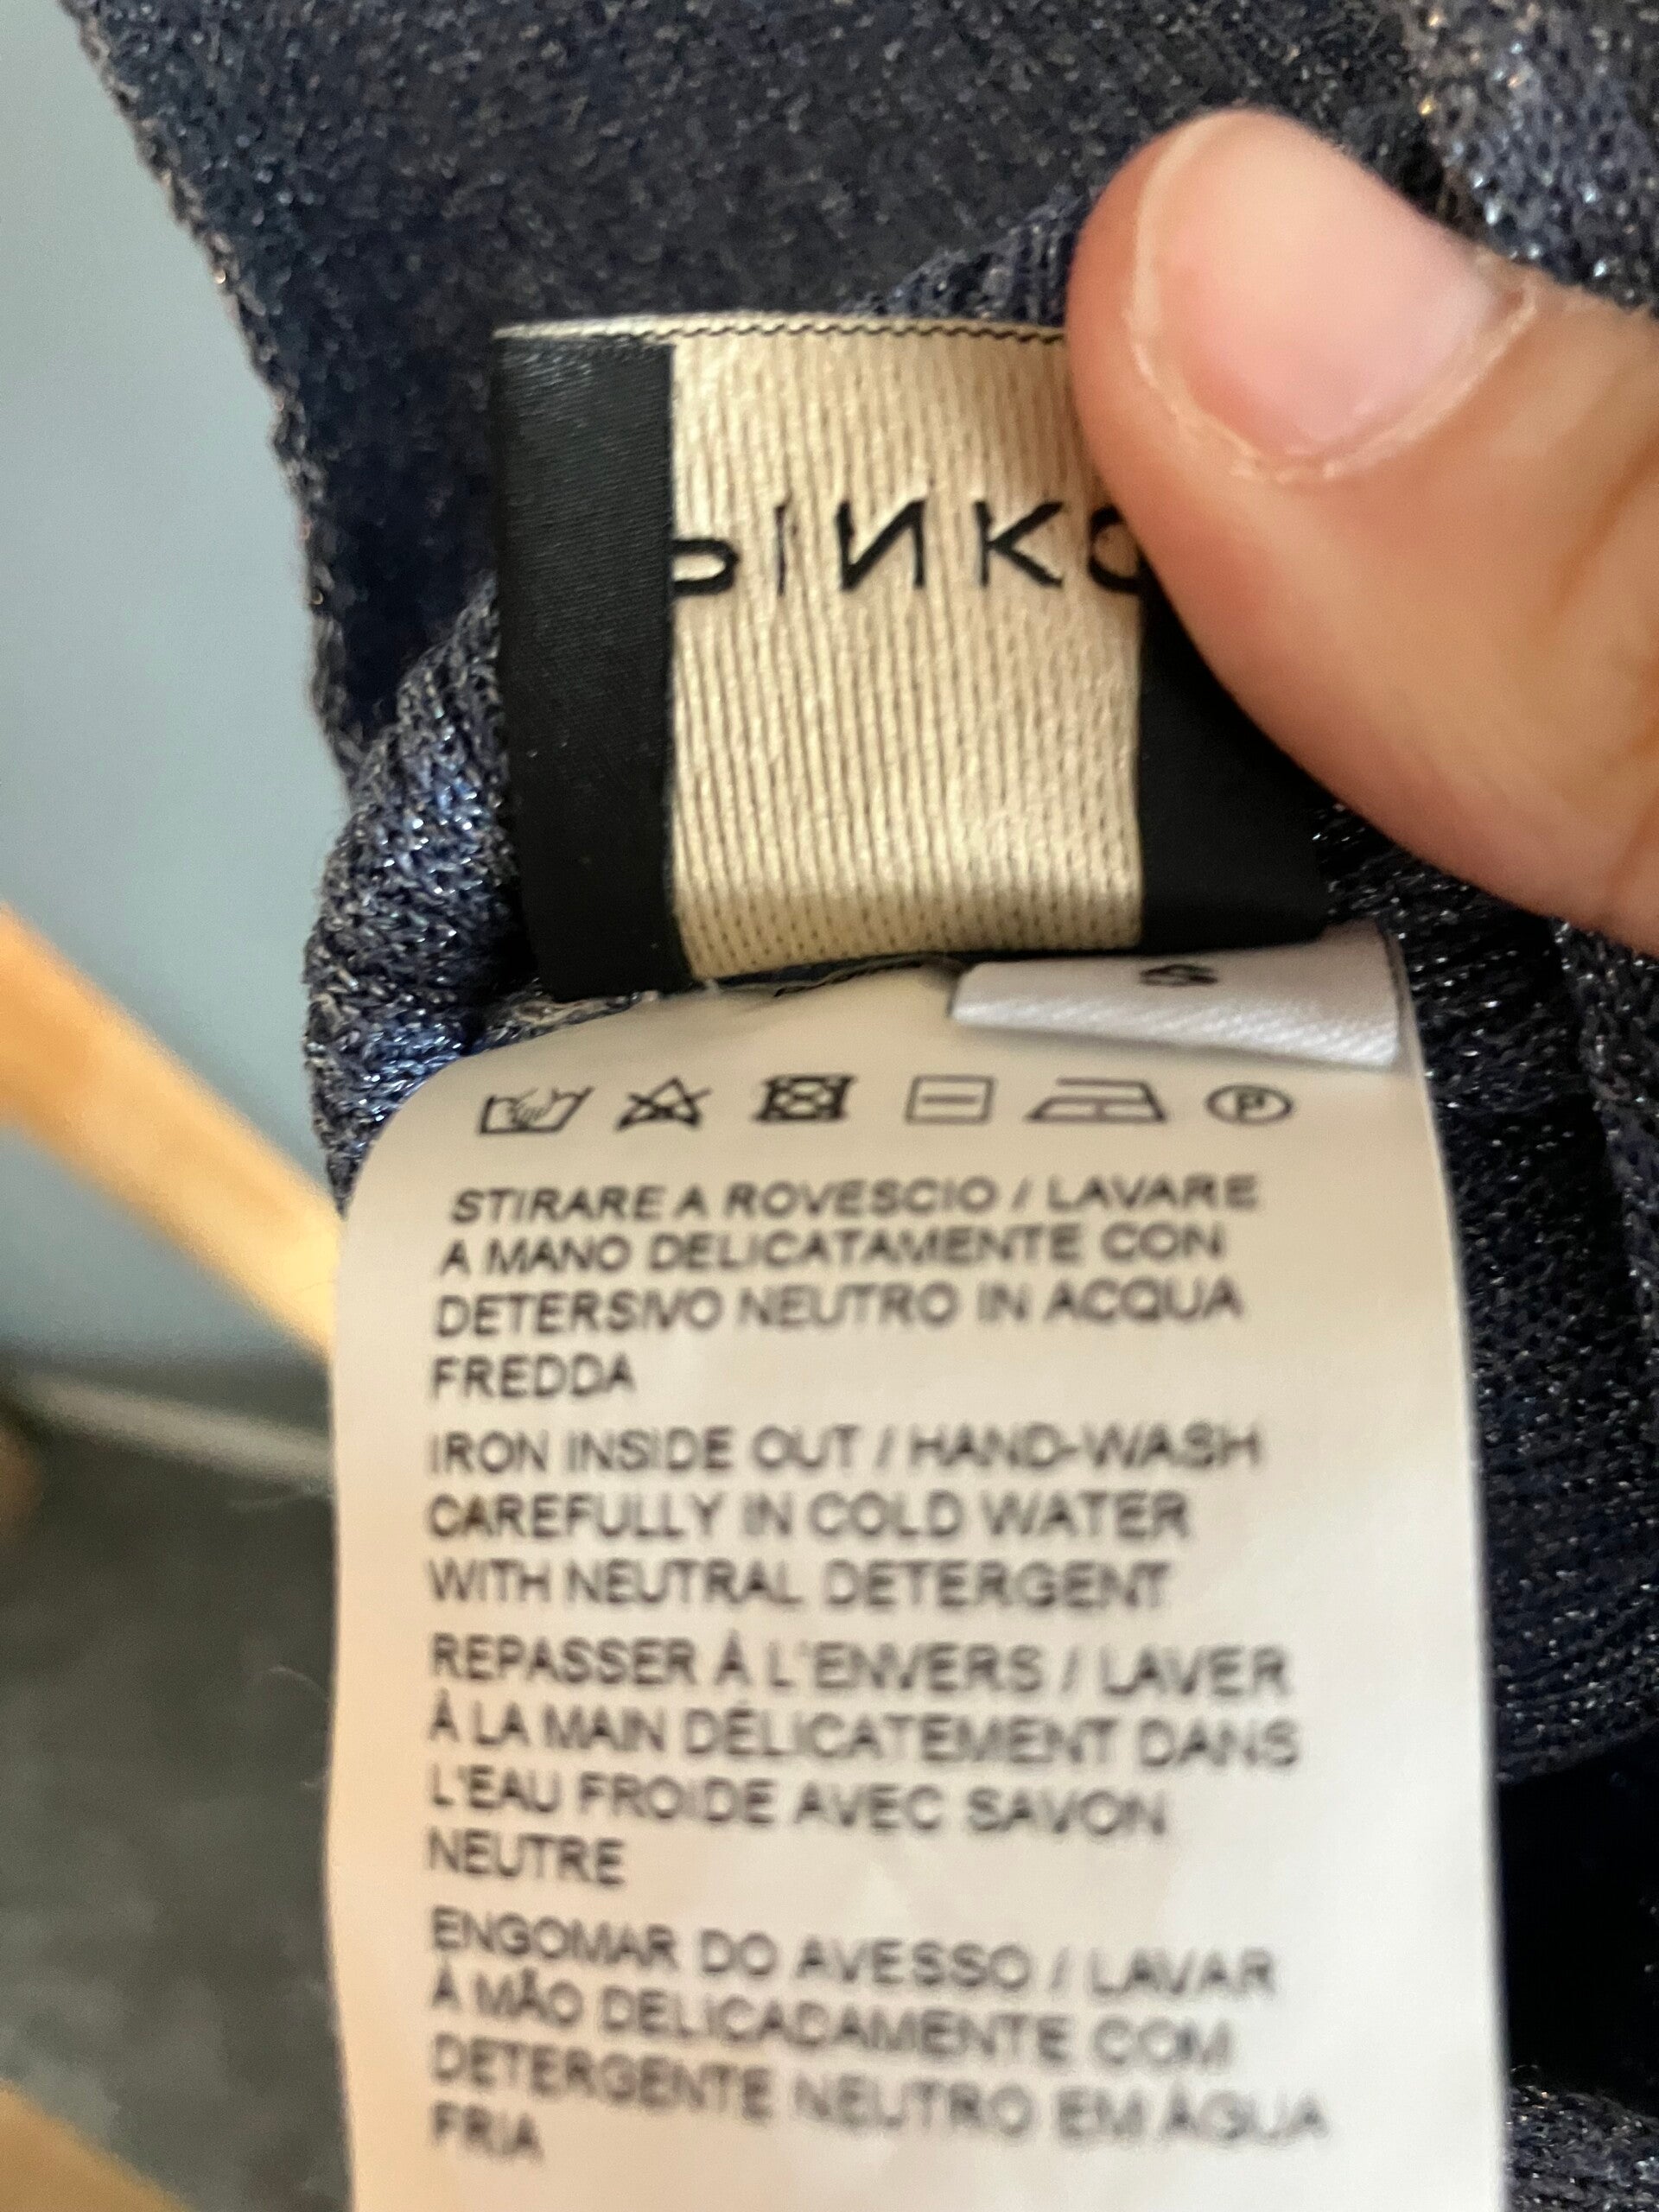 PINKO
S
P
STIRARE A ROVESCIO / LAVARE
A MANO DELICATAMENTE CON
DETERSIVO NEUTRO IN ACQUA
FREDDA
IRON INSIDE OUT / HAND-WASH
CAREFULLY IN COLD WATER
WITH NEUTRAL DETERGENT
REPASSER À L'ENVERS / LAVER
À LA MAIN DÉLICATEMENT DANS
L'EAU FROIDE AVEC SAVON
NEUTRE
ENGOMAR DO AVESSO / LAVAR
À MÃO DELICADAMENTE COM
DETERGENTE NEUTRO EM ÁGUA
FRIA